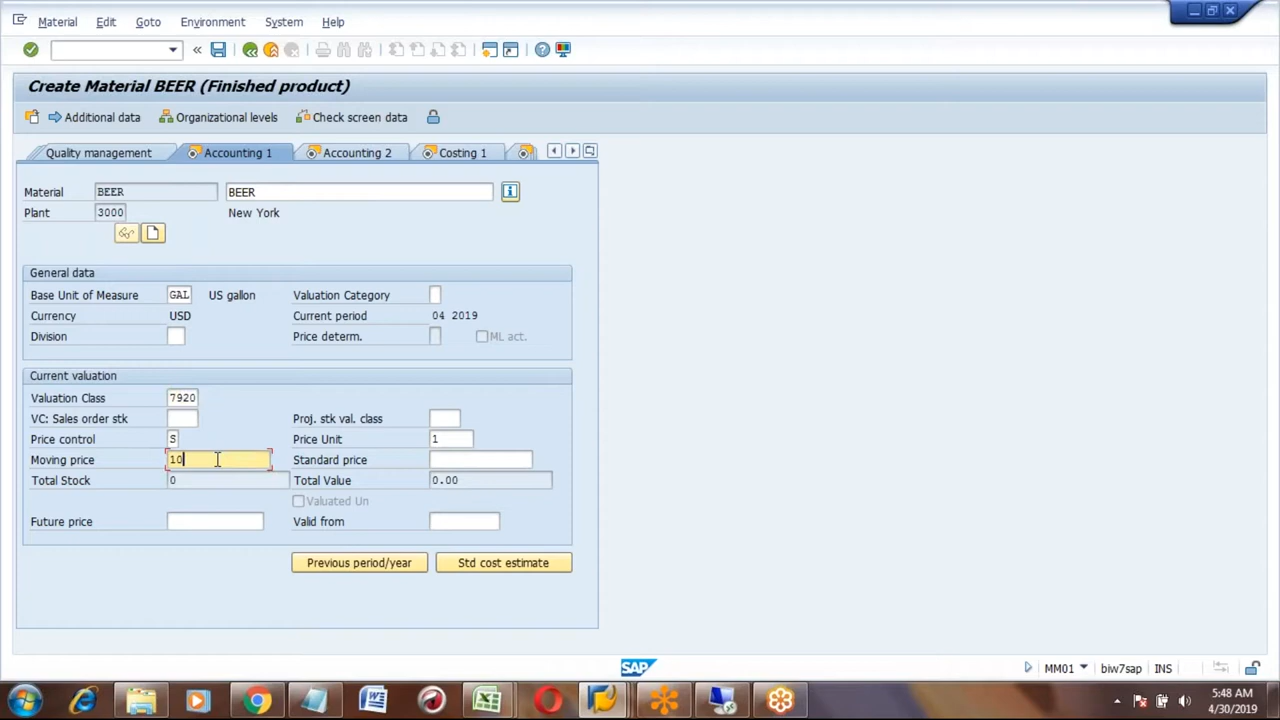 Material Edit Goto Environment System Help
Create Material BEER (Finished product)
Additional data Organizational levels Check screen data
Quality management Accounting 1 Accounting 2 Costing 1
Material BEER BEER
Plant 3000 New York
General data
Base Unit of Measure GAL US gallon Valuation Category
Currency USD Current period 04 2019
Division Price determ. ML act.
Current valuation
Valuation Class 7920
VC: Sales order stk Proj. stk val. class
Price control S Price Unit 1
Moving price 10 Standard price
Total Stock 0 Total Value 0.00
Valuated Un
Future price Valid from
Previous period/year Std cost estimate
SAP MM01 biw7sap INS
5:48 AM
4/30/2019